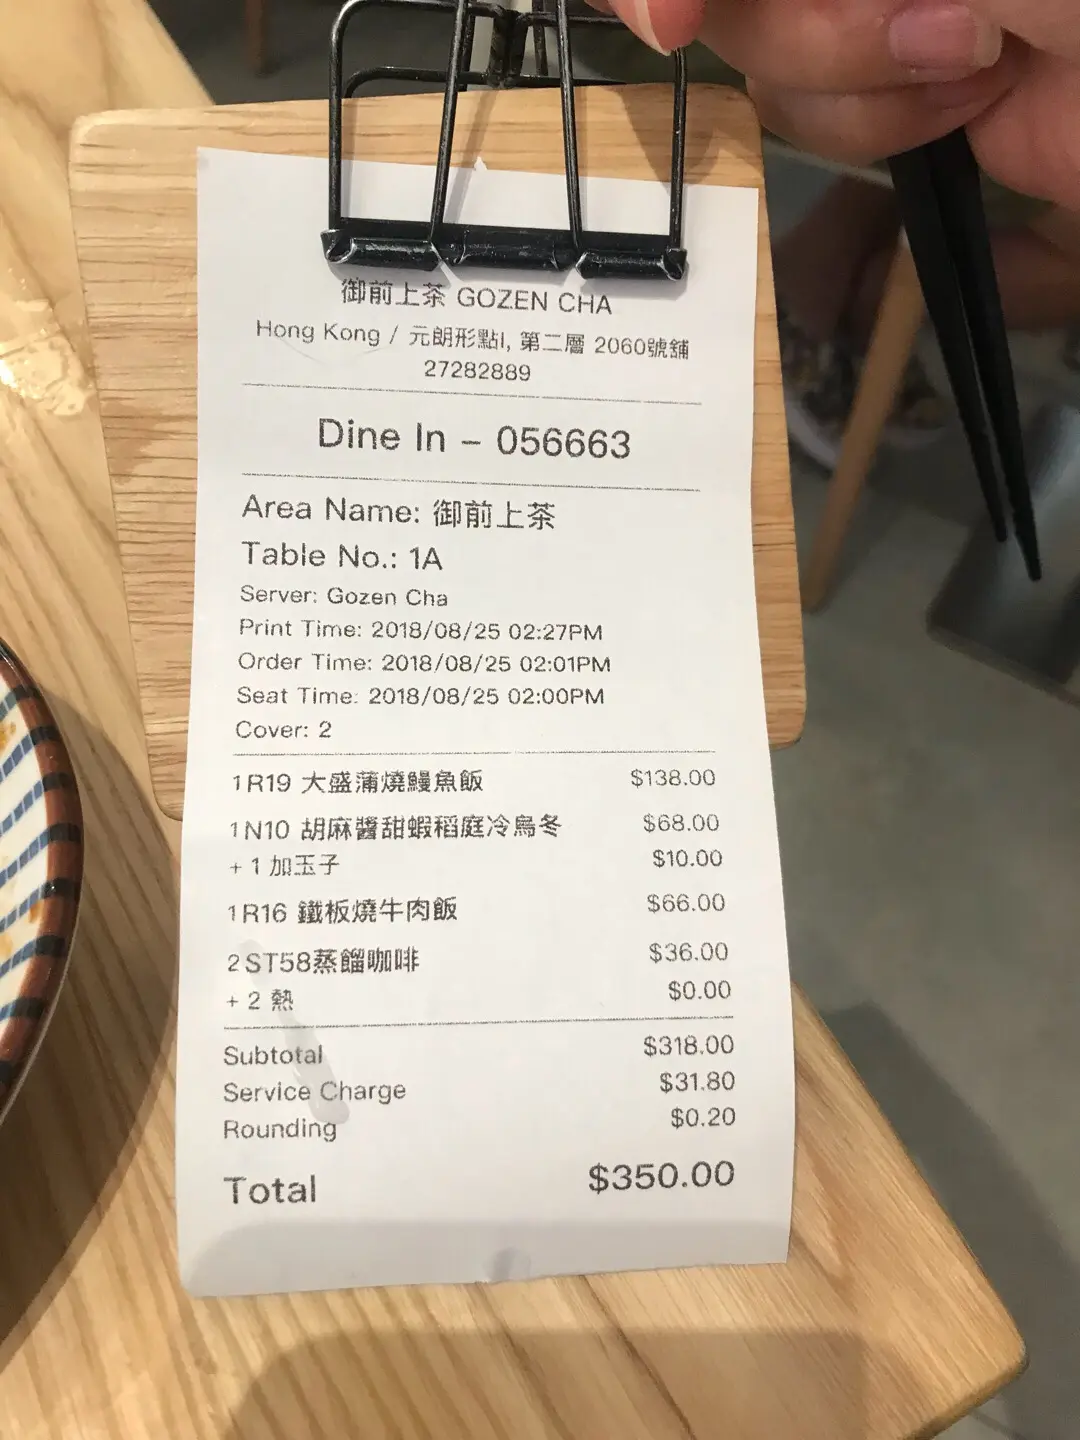 御前上茶 GOZEN CHA
Hong Kong / 元朗形點I, 第二層 2060號舖
27282889
Dine In – 056663
Area Name: 御前上茶
Table No.: 1A
Server: Gozen Cha
Print Time: 2018/08/25 02:27PM
Order Time: 2018/08/25 02:01PM
Seat Time: 2018/08/25 02:00PM
Cover: 2
1 R19 大盛蒲燒鰻魚飯 $138.00
1 N10 胡麻醬甜蝦稻庭冷烏冬 $68.00
+ 1 加玉子 $10.00
1 R16 鐵板燒牛肉飯 $66.00
2 ST58蒸餾咖啡 $36.00
+ 2 熱 $0.00
Subtotal $318.00
Service Charge $31.80
Rounding $0.20
Total $350.00